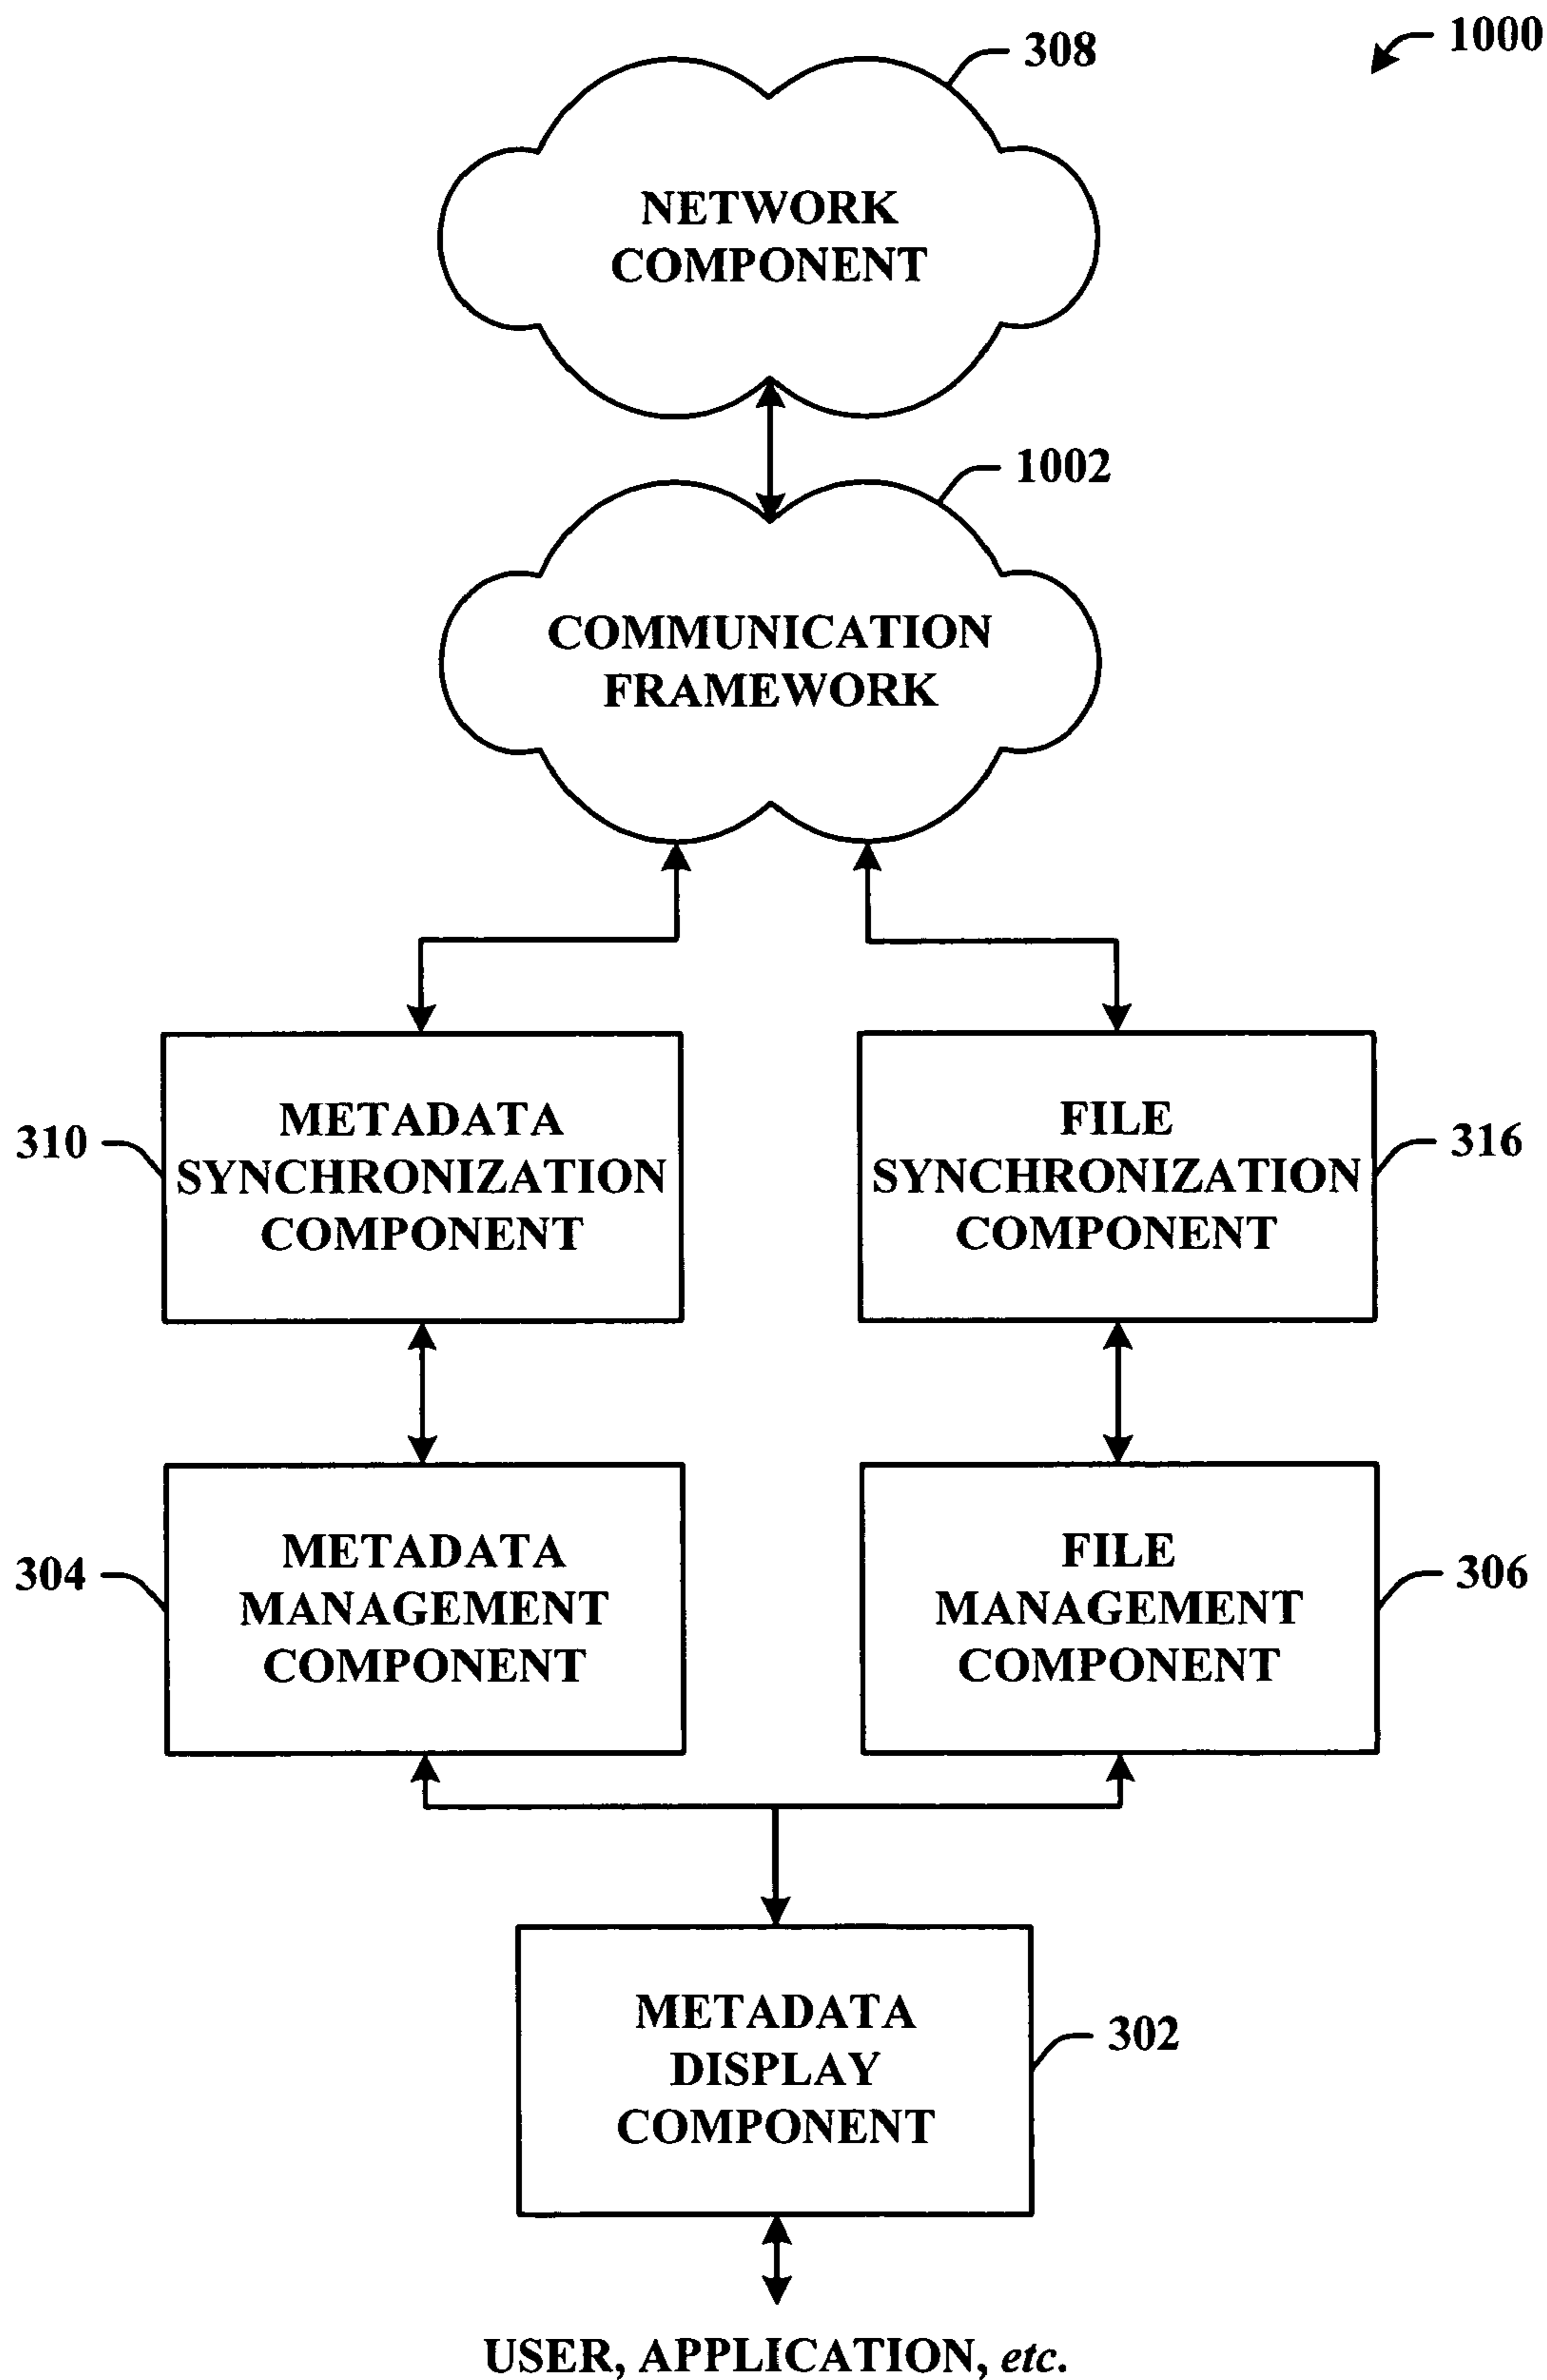 1000
308
NETWORK
COMPONENT
1002
COMMUNICATION
FRAMEWORK
310
METADATA
SYNCHRONIZATION
COMPONENT
FILE
SYNCHRONIZATION
COMPONENT
316
304
METADATA
MANAGEMENT
COMPONENT
FILE
MANAGEMENT
COMPONENT
306
METADATA
DISPLAY
COMPONENT
302
USER, APPLICATION, etc.